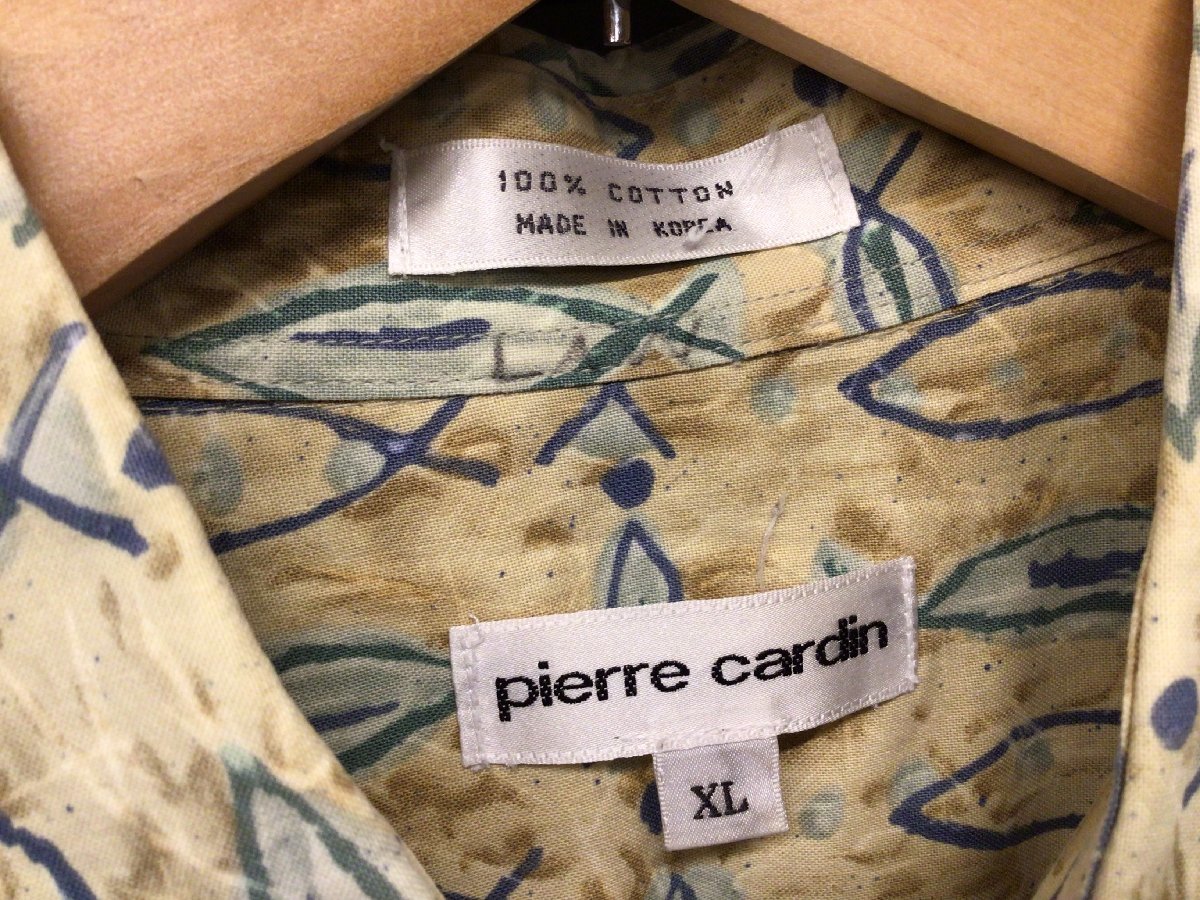 100% COTTON
MADE IN KOREA
pierre cardin
XL